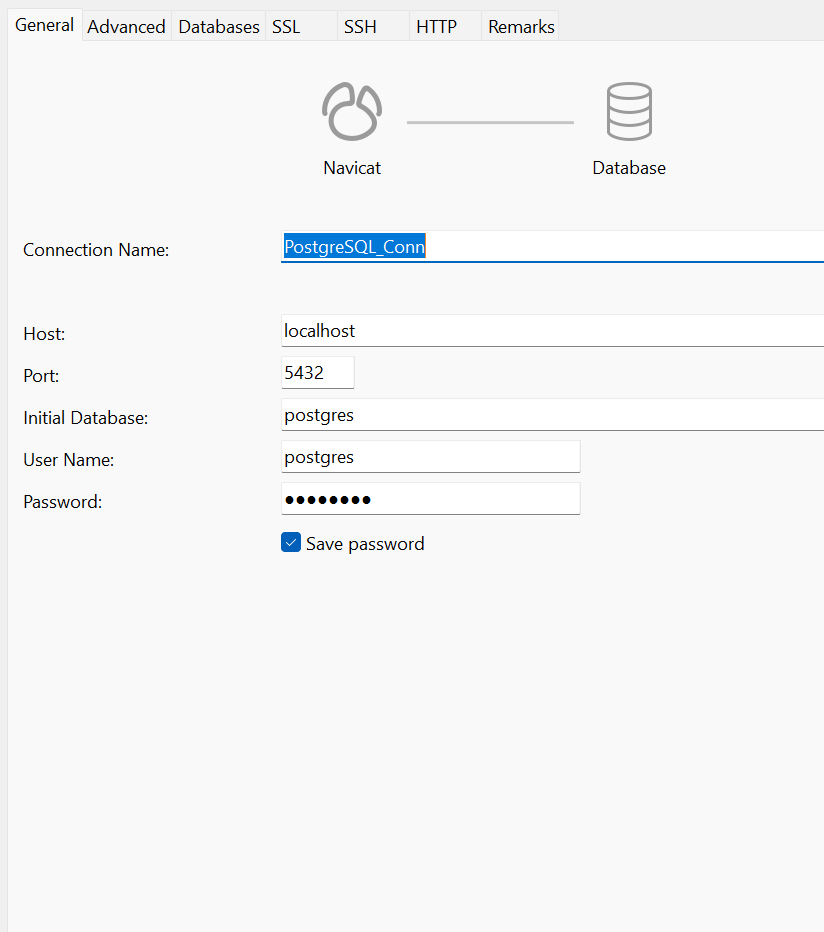 General Advanced Databases SSL SSH HTTP Remarks
Navicat Database
Connection Name: PostgreSQL_Conn
Host: localhost
Port: 5432
Initial Database: postgres
User Name: postgres
Password: ●●●●●●●●
Save password